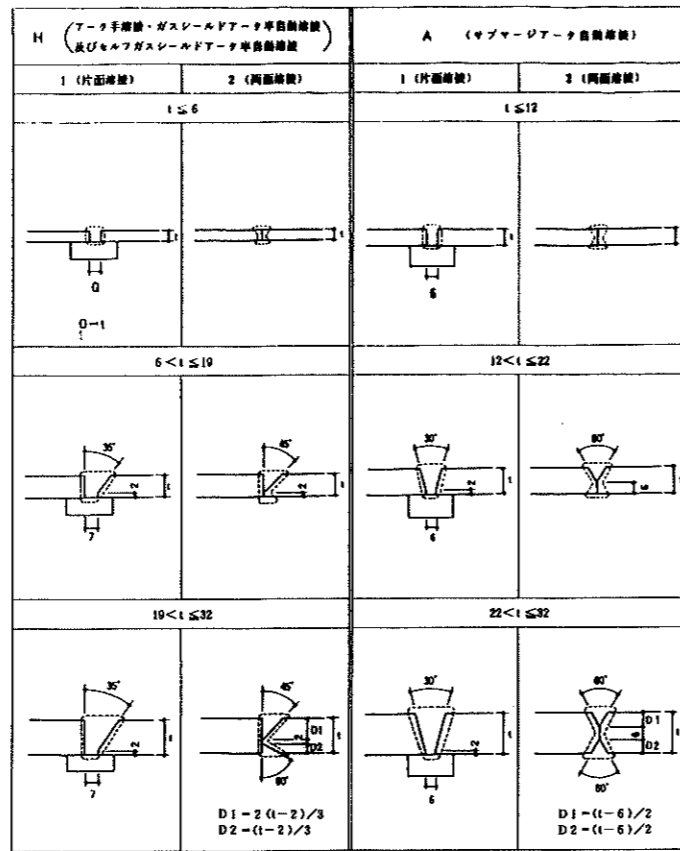 H
アーク手溶接・ガスシールドアーク半自動溶接
及びセルフガスシールドアーク半自動溶接
A (サブマージアーク自動溶接)
1 (片面溶接)
2 (両面溶接)
1 (片面溶接)
2 (両面溶接)
t≦6
t≦12
t
G
G=t
t
t
6
t
6<t≦19
12<t≦22
35°
2
t
7
45°
2
t
30°
2
t
6
60°
6
t
19<t≦32
22<t≦32
35°
2
t
7
45°
D1
2
D2
t
60°
D1=2(t-2)/3
D2=(t-2)/3
30°
2
t
6
60°
D1
6
D2
t
60°
D1=(t-6)/2
D2=(t-6)/2